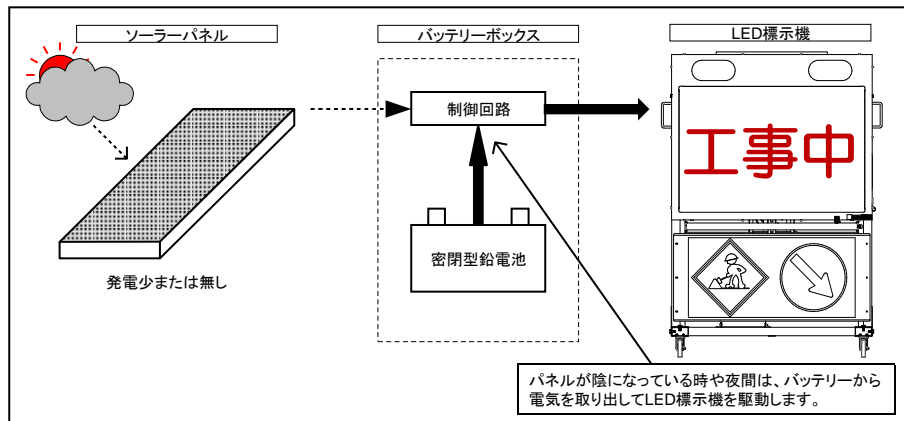 ソーラーパネル
バッテリーボックス
LED標示機
制御回路
工事中
密閉型鉛電池
発電少または無し
パネルが陰になっている時や夜間は、バッテリーから
電気を取り出してLED標示機を駆動します。